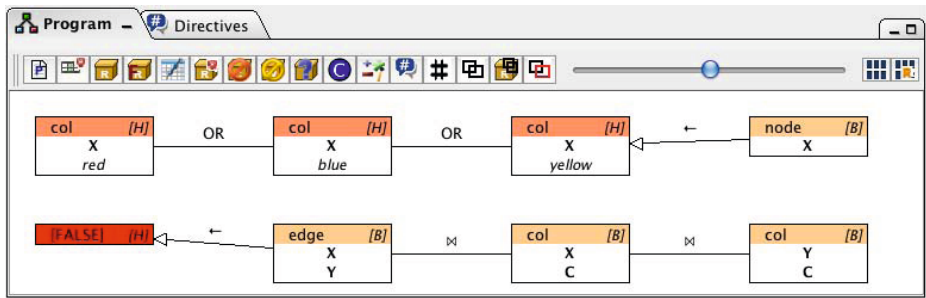 Program – Directives
P R R R R ? C # #
col [H] OR col [H] OR col [H] ← node [B]
X X X X
red blue yellow
[FALSE] [H] ← edge [B] ⋈ col [B] ⋈ col [B]
X X Y
Y C C